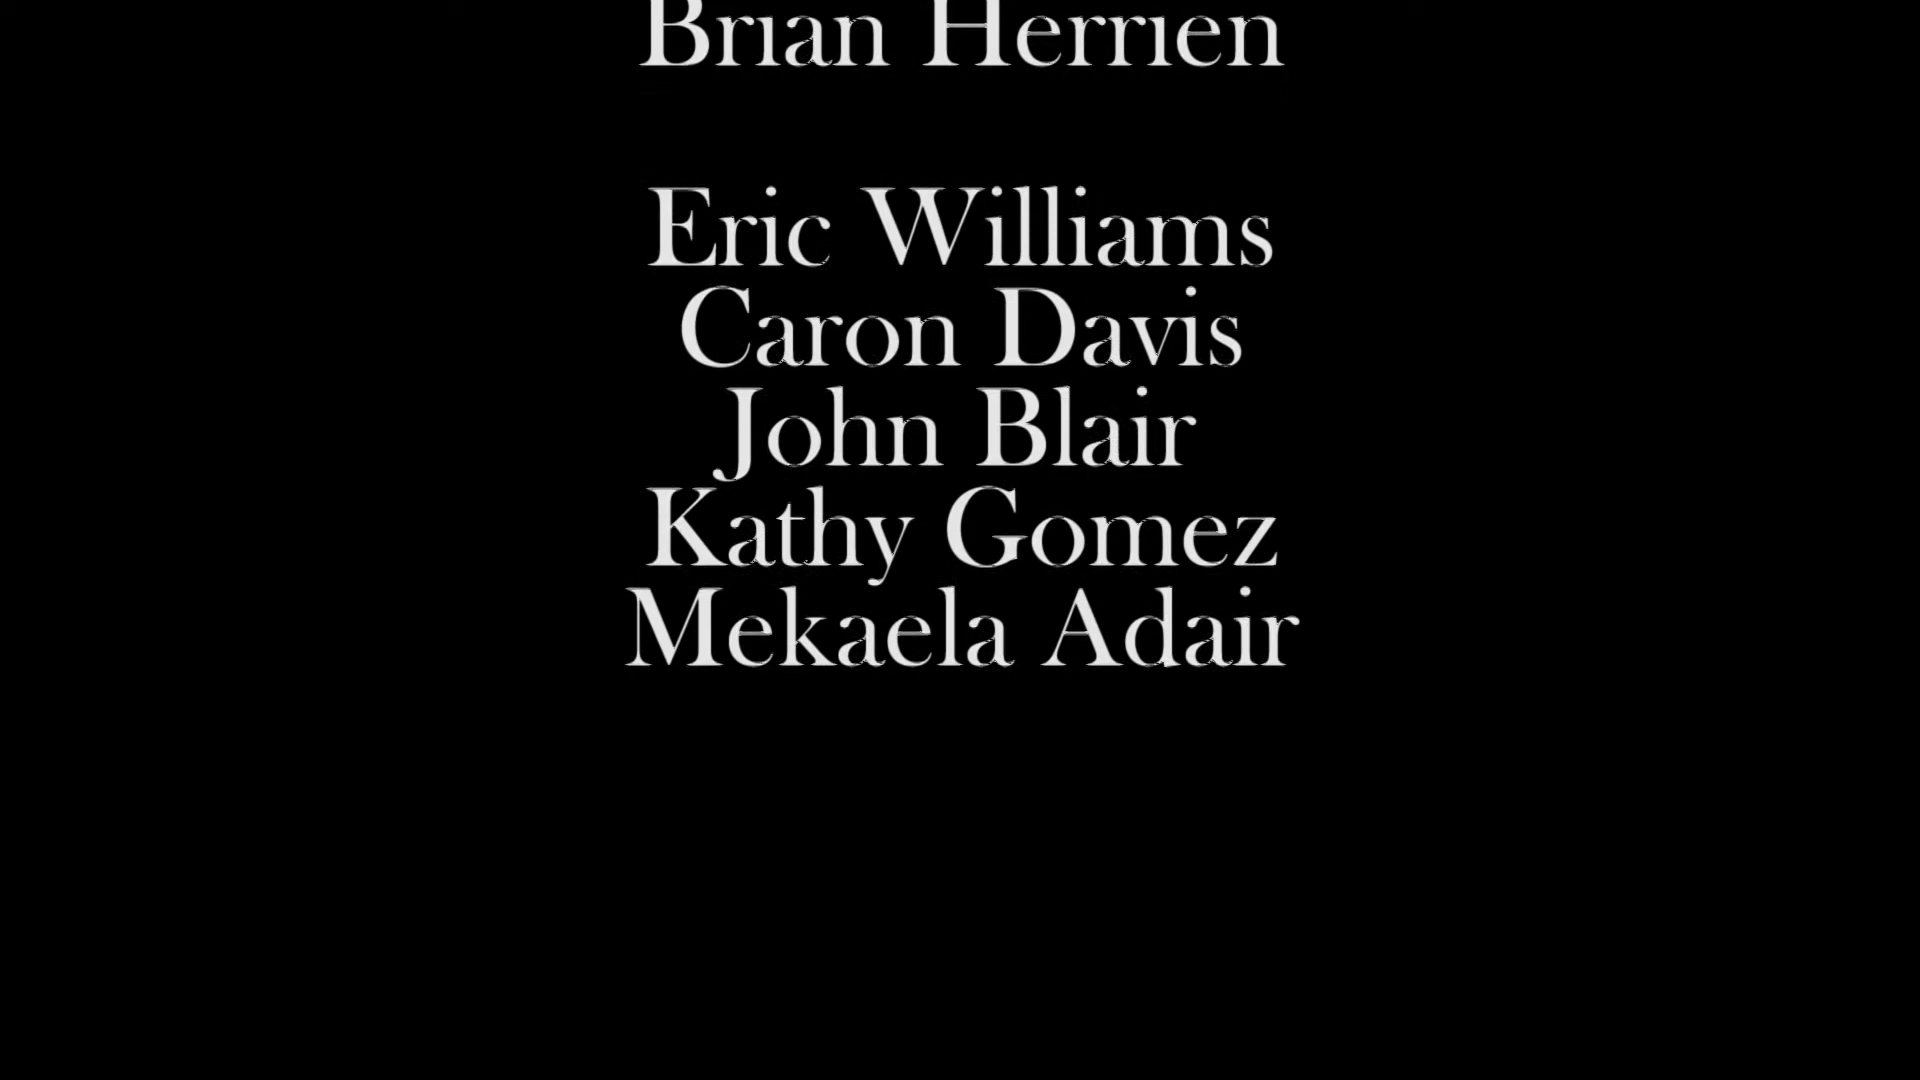 Brian Herrien
Eric Williams
Caron Davis
John Blair
Kathy Gomez
Mekaela Adair